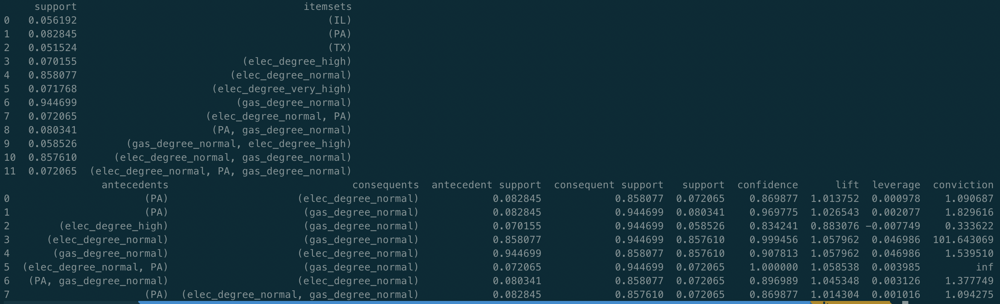 support itemsets
0 0.056192 (IL)
1 0.082845 (PA)
2 0.051524 (TX)
3 0.070155 (elec_degree_high)
4 0.858077 (elec_degree_normal)
5 0.071768 (elec_degree_very_high)
6 0.944699 (gas_degree_normal)
7 0.072065 (elec_degree_normal, PA)
8 0.080341 (PA, gas_degree_normal)
9 0.058526 (gas_degree_normal, elec_degree_high)
10 0.857610 (elec_degree_normal, gas_degree_normal)
11 0.072065 (elec_degree_normal, PA, gas_degree_normal)
antecedents consequents antecedent support consequent support support confidence lift leverage conviction
0 (PA) (elec_degree_normal) 0.082845 0.858077 0.072065 0.869877 1.013752 0.000978 1.090687
1 (PA) (gas_degree_normal) 0.082845 0.944699 0.080341 0.969775 1.026543 0.002077 1.829616
2 (elec_degree_high) (gas_degree_normal) 0.070155 0.944699 0.058526 0.834241 0.883076 -0.007749 0.333622
3 (elec_degree_normal) (gas_degree_normal) 0.858077 0.944699 0.857610 0.999456 1.057962 0.046986 101.643069
4 (gas_degree_normal) (elec_degree_normal) 0.944699 0.858077 0.857610 0.907813 1.057962 0.046986 1.539510
5 (elec_degree_normal, PA) (gas_degree_normal) 0.072065 0.944699 0.072065 1.000000 1.058538 0.003985 inf
6 (PA, gas_degree_normal) (elec_degree_normal) 0.080341 0.858077 0.072065 0.896989 1.045348 0.003126 1.377749
7 (PA) (elec_degree_normal, gas_degree_normal) 0.082845 0.857610 0.072065 0.869877 1.014304 0.001016 1.094275